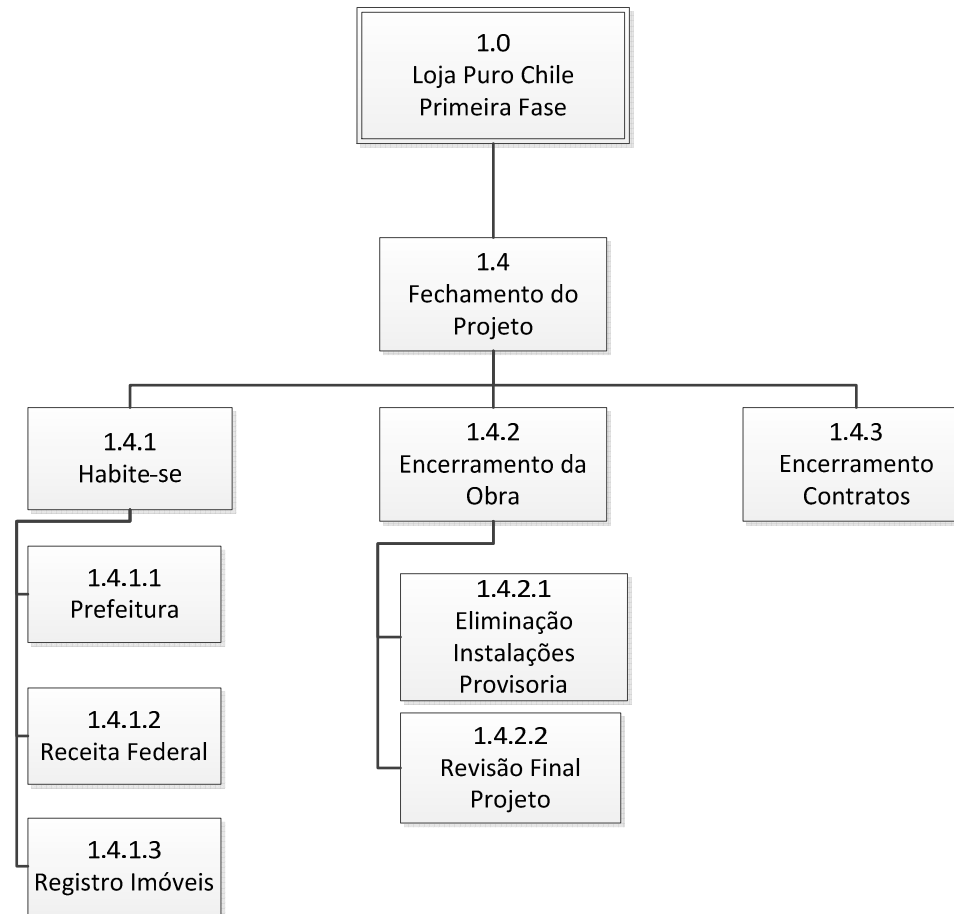 1.0
Loja Puro Chile
Primeira Fase
1.4
Fechamento do
Projeto
1.4.1
Habite-se
1.4.2
Encerramento da
Obra
1.4.3
Encerramento
Contratos
1.4.1.1
Prefeitura
1.4.1.2
Receita Federal
1.4.1.3
Registro Imóveis
1.4.2.1
Eliminação
Instalações
Provisoria
1.4.2.2
Revisão Final
Projeto